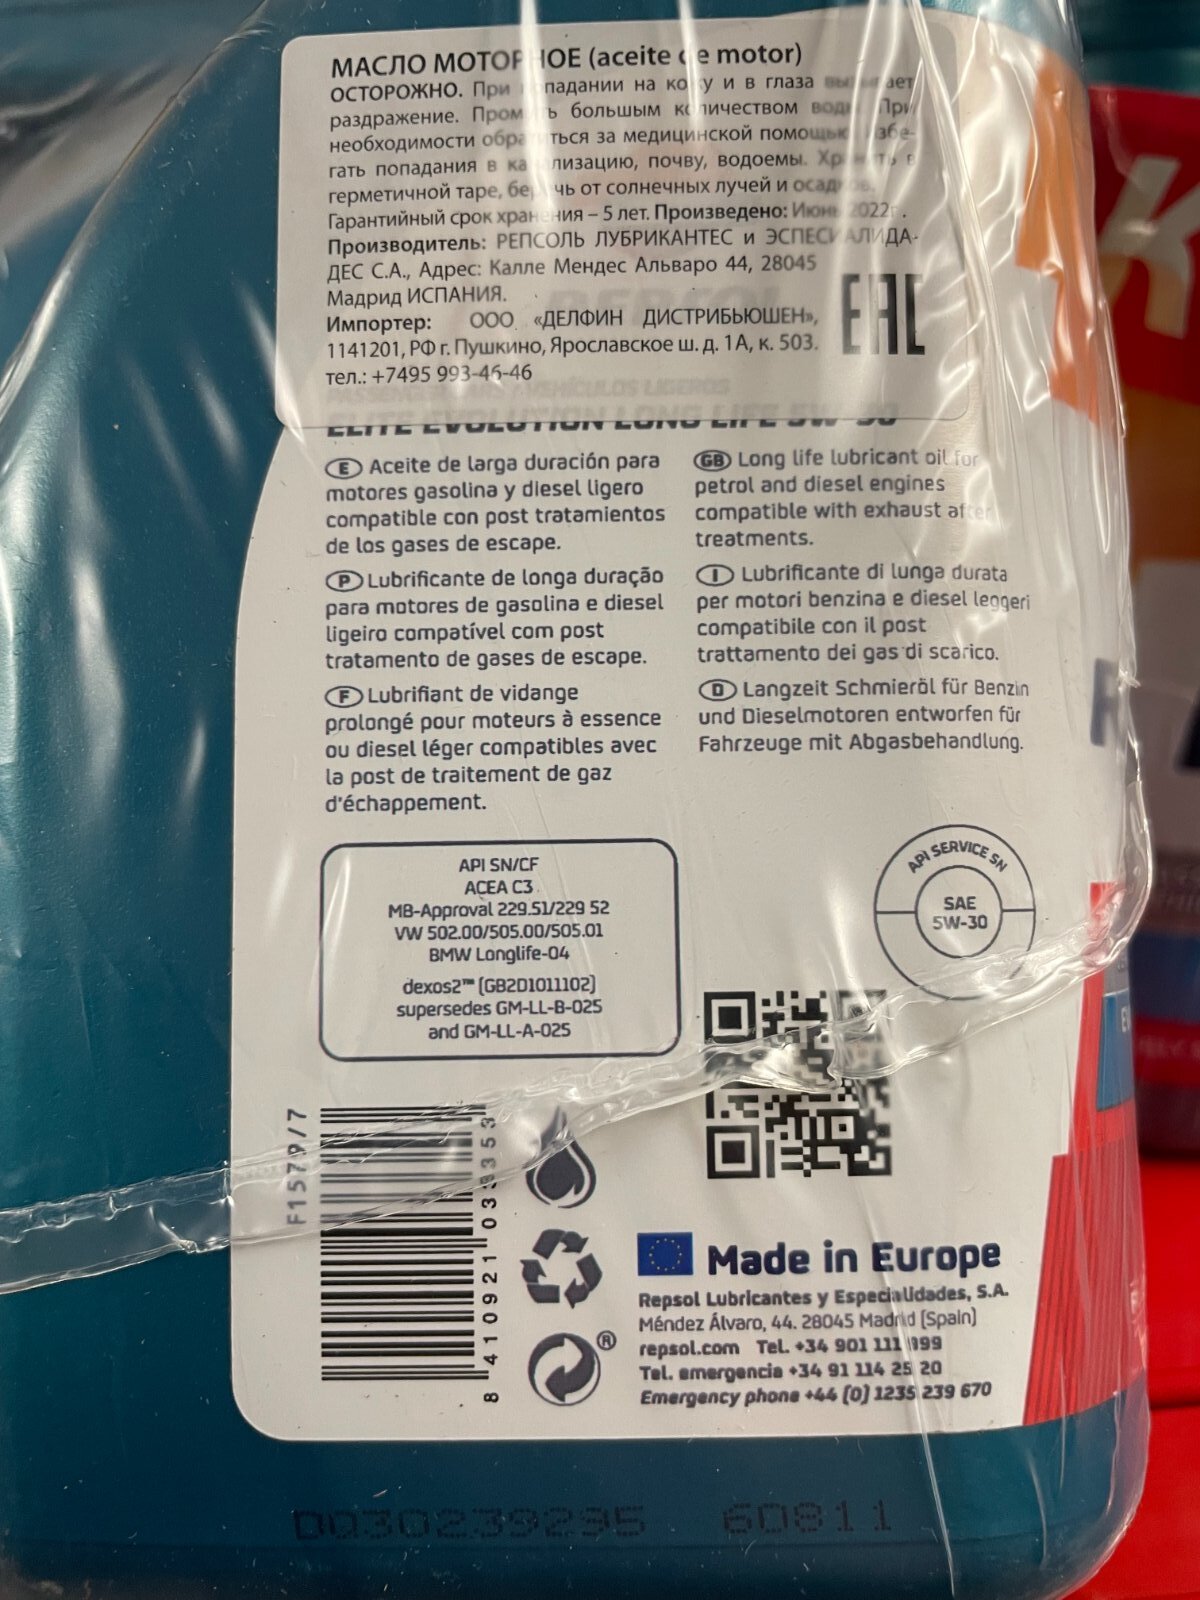 МАСЛО МОТОРНОЕ (aceite de motor)
ОСТОРОЖНО. При попадании на кожу и в глаза вызывает
раздражение. Промыть большым количеством воды. При
необходимости обратиться за медицинской помощью. Избе-
гать попадания в канализацию, почву, водоемы. Хранить в
герметичной таре, беречь от солнечных лучей и осадков.
Гарантийный срок хранения – 5 лет. Произведено: Июнь 2022г.
Производитель: РЕПСОЛЬ ЛУБРИКАНТЕС и ЭСПЕСИАЛИДА-
ДЕС С.А., Адрес: Калле Мендес Альваро 44, 28045
Мадрид ИСПАНИЯ.
Импортер: ООО «ДЕЛФИН ДИСТРИБЬЮШЕН»,
1141201, РФ г. Пушкино, Ярославское ш. д. 1А, к. 503.
тел.: +7495 993-46-46
EAC
ELITE EVOLUTION LONG LIFE 5W-30
E Aceite de larga duración para
motores gasolina y diesel ligero
compatible con post tratamientos
de los gases de escape.
P Lubrificante de longa duração
para motores de gasolina e diesel
ligeiro compatível com post
tratamento de gases de escape.
F Lubrifiant de vidange
prolongé pour moteurs à essence
ou diesel léger compatibles avec
la post de traitement de gaz
d'échappement.
GB Long life lubricant oil for
petrol and diesel engines
compatible with exhaust after
treatments.
I Lubrificante di lunga durata
per motori benzina e diesel leggeri
compatibile con il post
trattamento dei gas di scarico.
D Langzeit Schmieröl für Benzin
und Dieselmotoren entworfen für
Fahrzeuge mit Abgasbehandlung.
API SN/CF
ACEA C3
MB-Approval 229.51/229 52
VW 502.00/505.00/505.01
BMW Longlife-04
dexos2™ (GB2D1011102)
supersedes GM-LL-B-025
and GM-LL-A-025
API SERVICE SN
SAE
5W-30
F1579/7
8 410921 033353
Made in Europe
Repsol Lubricantes y Especialidades, S.A.
Méndez Álvaro, 44. 28045 Madrid (Spain)
repsol.com Tel. +34 901 111 999
Tel. emergencia +34 91 114 25 20
Emergency phone +44 (0) 1235 239 670
60811